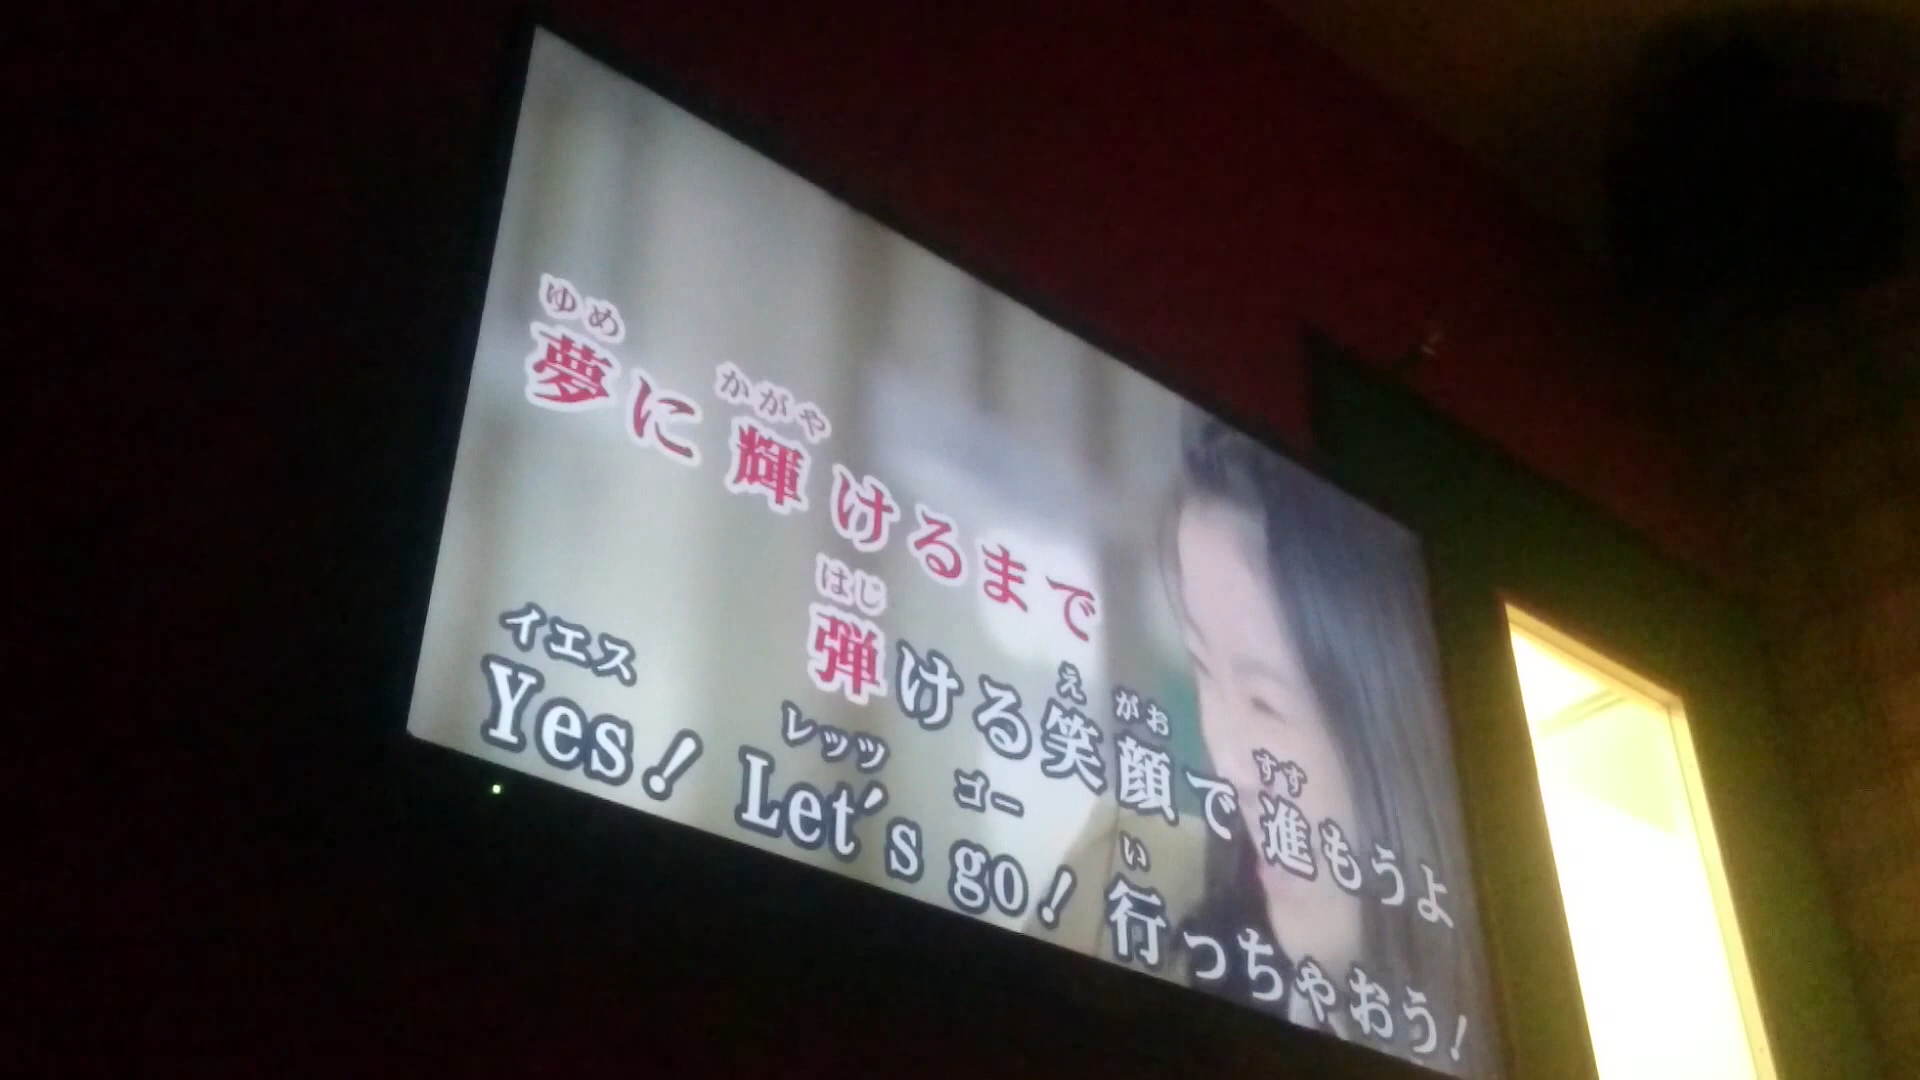 ゆめ かがや
夢に輝けるまで
はじ えがお すす
弾ける笑顔で進もうよ
イエス レッツ ゴー い
Yes! Let's go! 行っちゃおう!